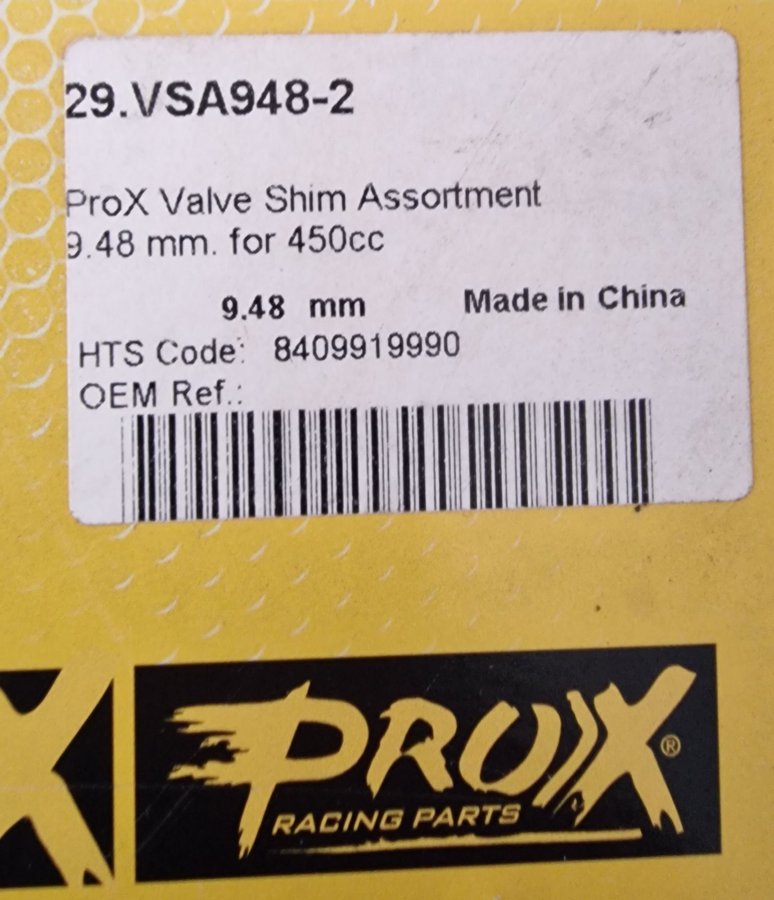 29.VSA948-2
ProX Valve Shim Assortment
9.48 mm. for 450cc
9.48 mm Made in China
HTS Code: 8409919990
OEM Ref.:
PROX®
RACING PARTS
X